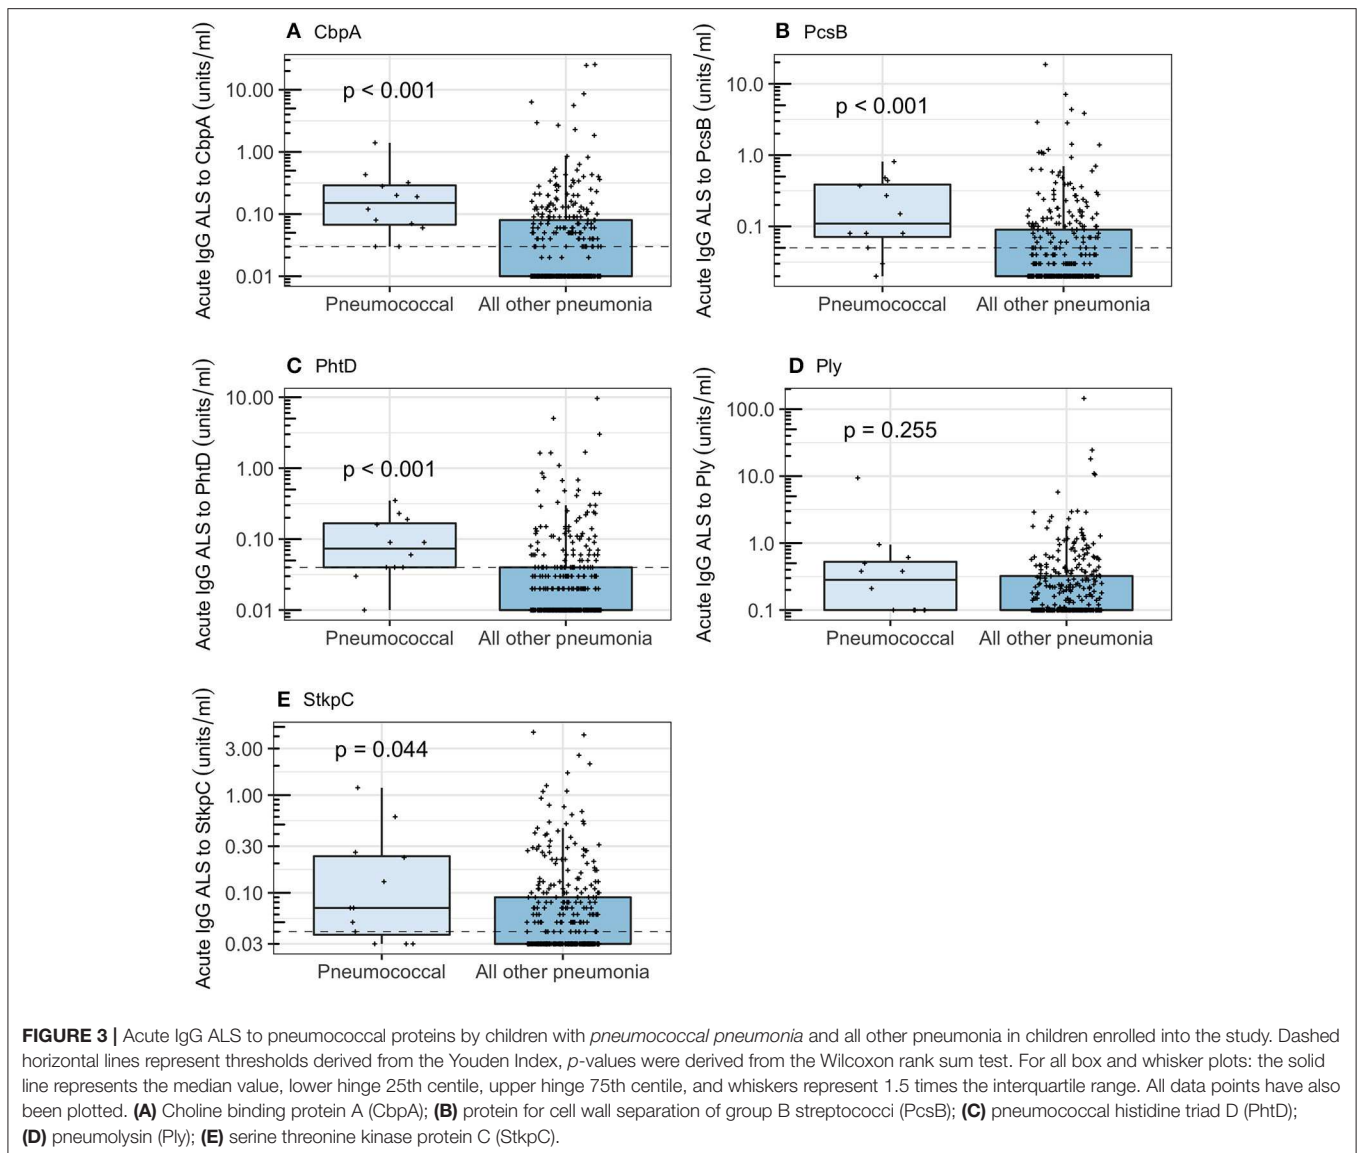 A CbpA
Acute IgG ALS to CbpA (units/ml)
10.00
1.00
0.10
0.01
p < 0.001
Pneumococcal
All other pneumonia
B PcsB
Acute IgG ALS to PcsB (units/ml)
10.0
1.0
0.1
p < 0.001
Pneumococcal
All other pneumonia
C PhtD
Acute IgG ALS to PhtD (units/ml)
10.00
1.00
0.10
0.01
p < 0.001
Pneumococcal
All other pneumonia
D Ply
Acute IgG ALS to Ply (units/ml)
100.0
10.0
1.0
0.1
p = 0.255
Pneumococcal
All other pneumonia
E StkpC
Acute IgG ALS to StkpC (units/ml)
3.00
1.00
0.30
0.10
0.03
p = 0.044
Pneumococcal
All other pneumonia
FIGURE 3 | Acute IgG ALS to pneumococcal proteins by children with pneumococcal pneumonia and all other pneumonia in children enrolled into the study. Dashed
horizontal lines represent thresholds derived from the Youden Index, p-values were derived from the Wilcoxon rank sum test. For all box and whisker plots: the solid
line represents the median value, lower hinge 25th centile, upper hinge 75th centile, and whiskers represent 1.5 times the interquartile range. All data points have also
been plotted. (A) Choline binding protein A (CbpA); (B) protein for cell wall separation of group B streptococci (PcsB); (C) pneumococcal histidine triad D (PhtD);
(D) pneumolysin (Ply); (E) serine threonine kinase protein C (StkpC).